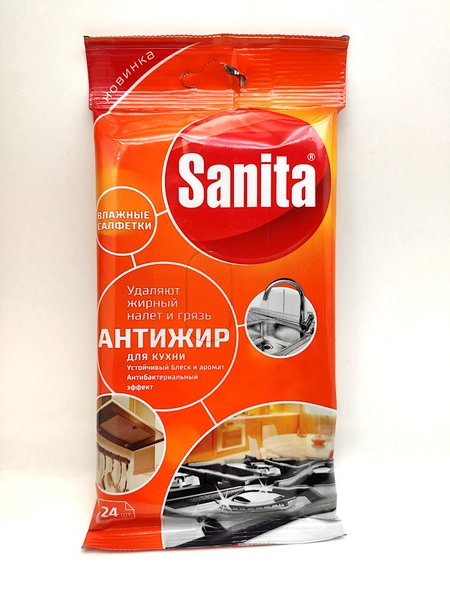 новинка
Sanita®
ВЛАЖНЫЕ
САЛФЕТКИ
Удаляют
жирный
налет и грязь
АНТИЖИР
ДЛЯ КУХНИ
Устойчивый блеск и аромат
Антибактериальный
эффект
24